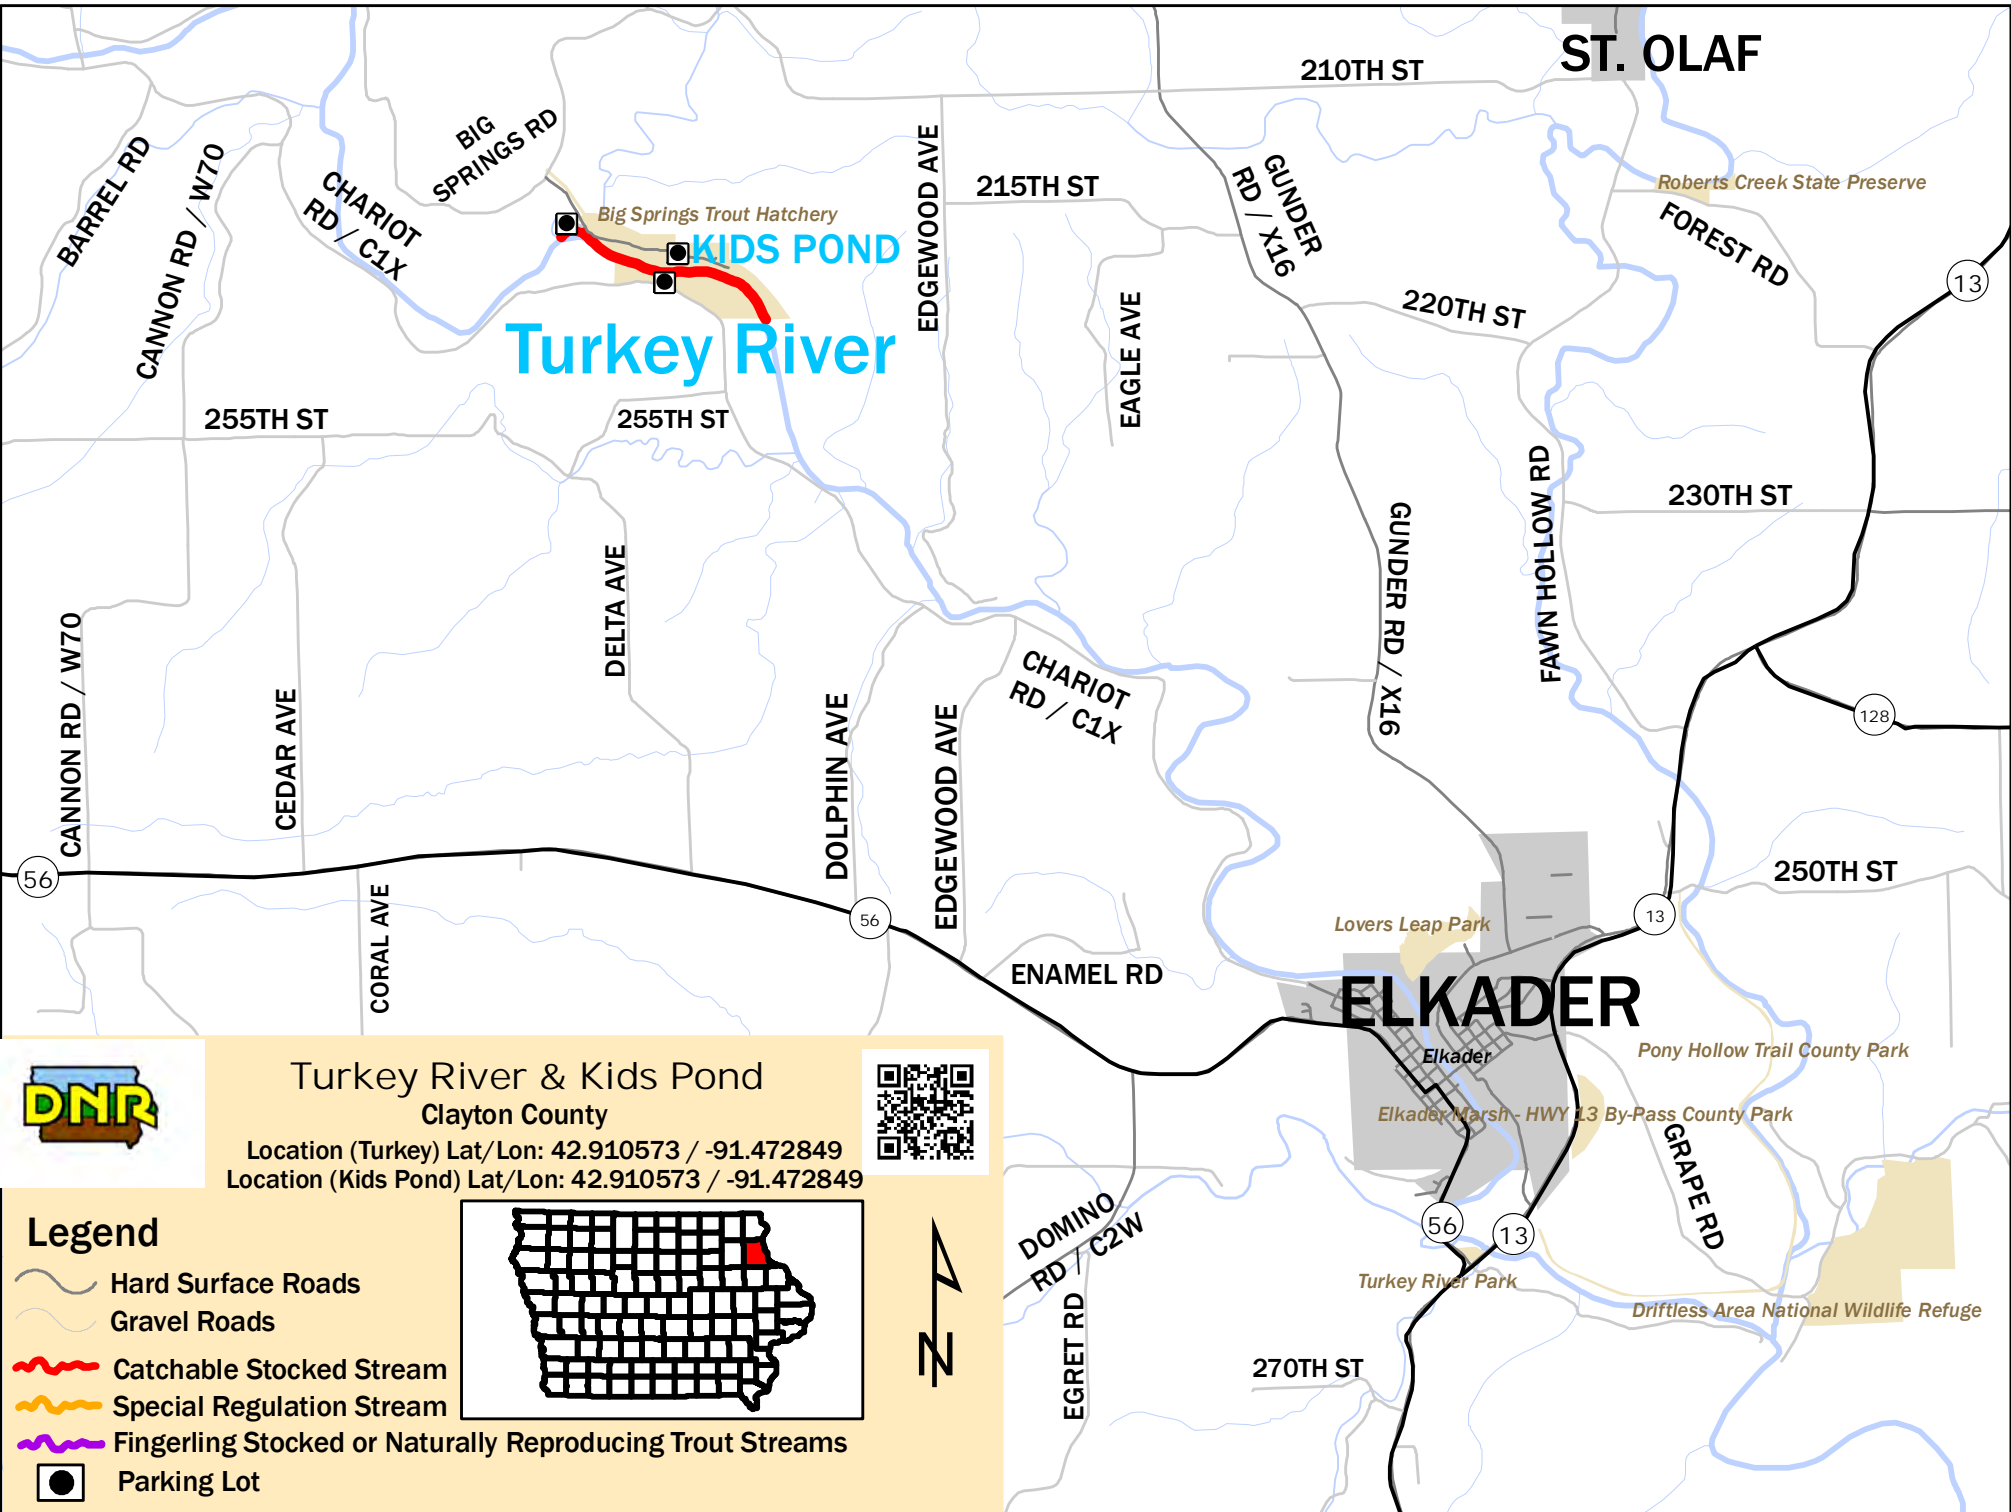 ST. OLAF
210TH ST
BIG
SPRINGS RD
BARREL RD
CANNON RD / W70
CHARIOT
RD / C1X
Big Springs Trout Hatchery
KIDS POND
EDGEWOOD AVE
215TH ST
GUNDER
RD / X16
Roberts Creek State Preserve
FOREST RD
13
Turkey River
EAGLE AVE
220TH ST
255TH ST
255TH ST
FAWN HOLLOW RD
230TH ST
GUNDER RD / X16
DELTA AVE
CANNON RD / W70
CEDAR AVE
DOLPHIN AVE
EDGEWOOD AVE
CHARIOT
RD / C1X
128
56
CORAL AVE
56
250TH ST
13
Lovers Leap Park
ENAMEL RD
ELKADER
Elkader
Pony Hollow Trail County Park
Elkader Marsh - HWY 13 By-Pass County Park
GRAPE RD
DOMINO
RD / C2W
EGRET RD
56
13
Turkey River Park
Driftless Area National Wildlife Refuge
270TH ST
DNR
Turkey River & Kids Pond
Clayton County
Location (Turkey) Lat/Lon: 42.910573 / -91.472849
Location (Kids Pond) Lat/Lon: 42.910573 / -91.472849
N
Legend
Hard Surface Roads
Gravel Roads
Catchable Stocked Stream
Special Regulation Stream
Fingerling Stocked or Naturally Reproducing Trout Streams
Parking Lot